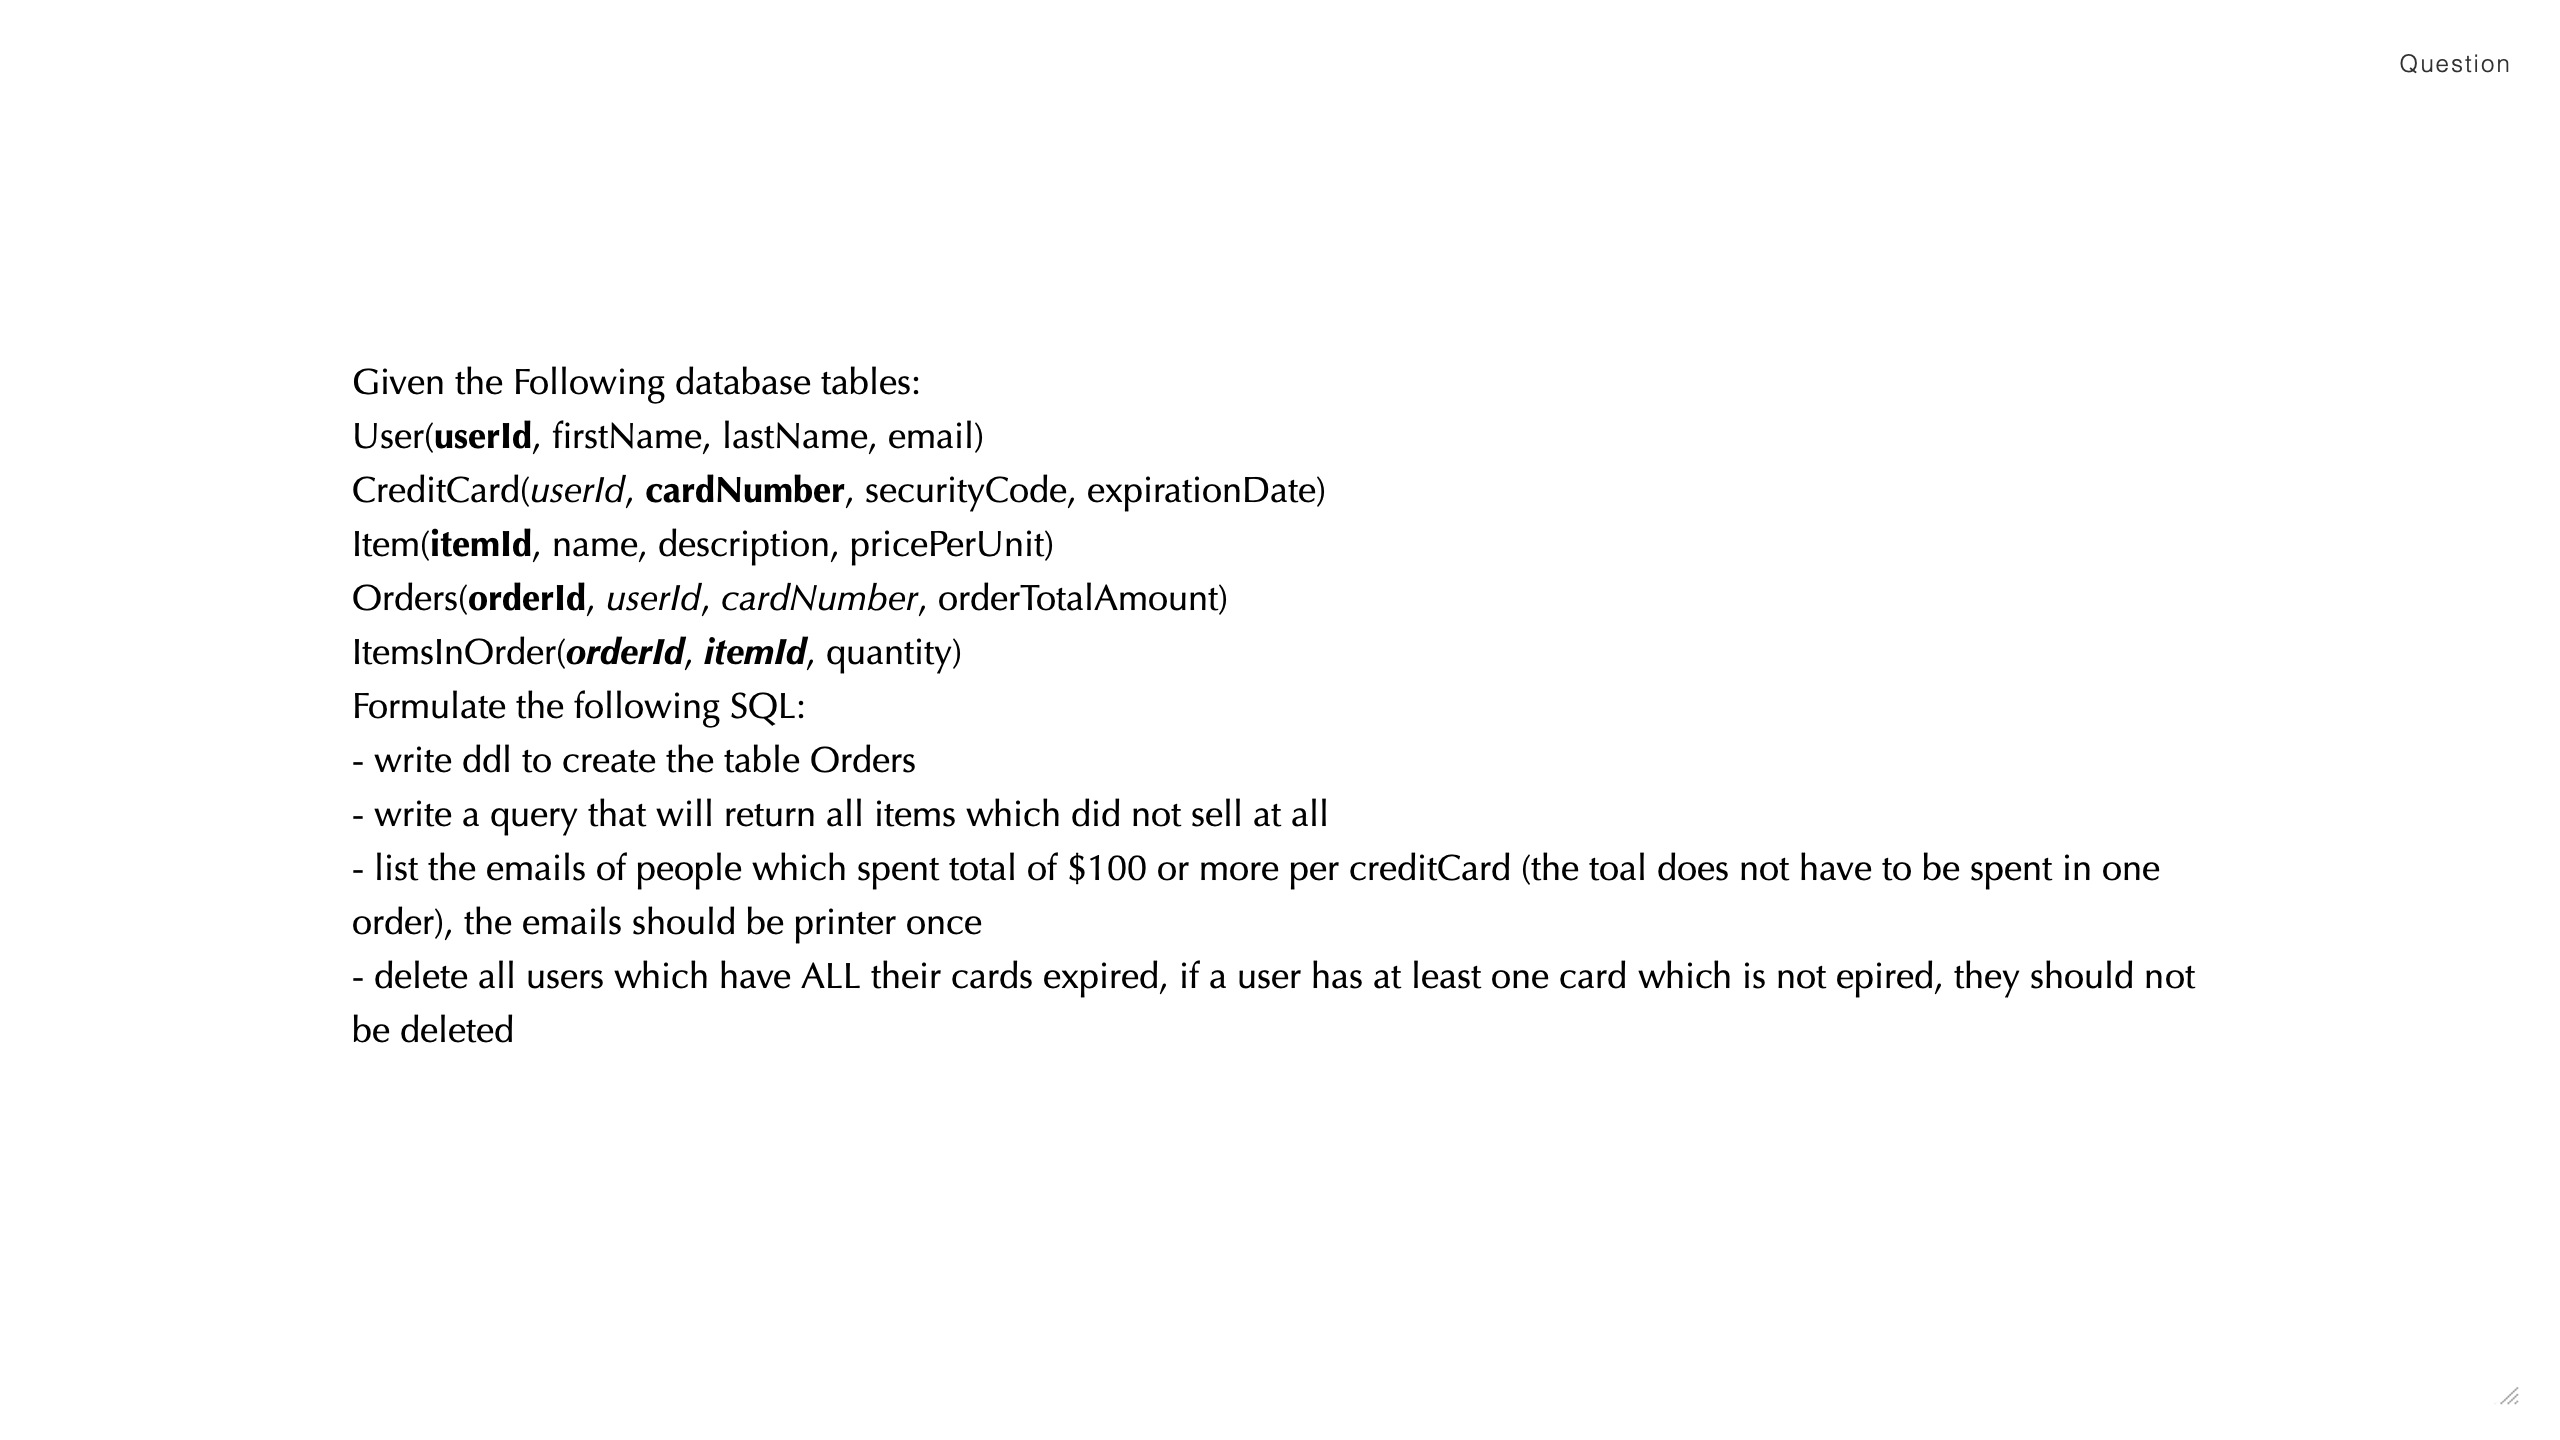 Question
Given the Following database tables:
User(userId, firstName, lastName, email)
CreditCard(userId, cardNumber, securityCode, expirationDate)
Item(itemId, name, description, pricePerUnit)
Orders(orderId, userId, cardNumber, orderTotalAmount)
ItemsInOrder(orderId, itemId, quantity)
Formulate the following SQL:
- write ddl to create the table Orders
- write a query that will return all items which did not sell at all
- list the emails of people which spent total of $100 or more per creditCard (the toal does not have to be spent in one
order), the emails should be printer once
- delete all users which have ALL their cards expired, if a user has at least one card which is not epired, they should not
be deleted